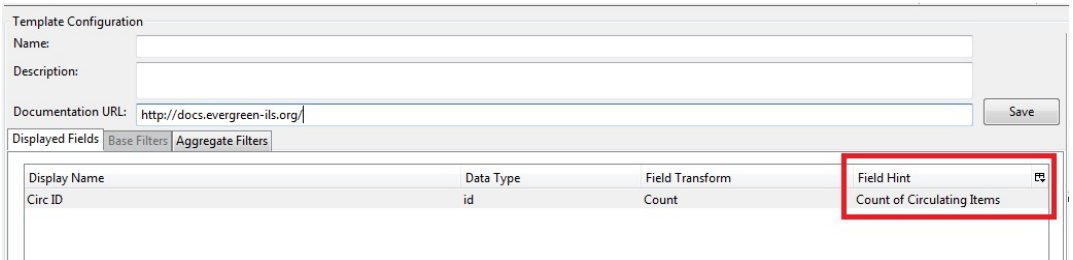 Template Configuration
Name:
Description:
Documentation URL: http://docs.evergreen-ils.org/ Save
Displayed Fields Base Filters Aggregate Filters
Display Name Data Type Field Transform Field Hint
Circ ID id Count Count of Circulating Items